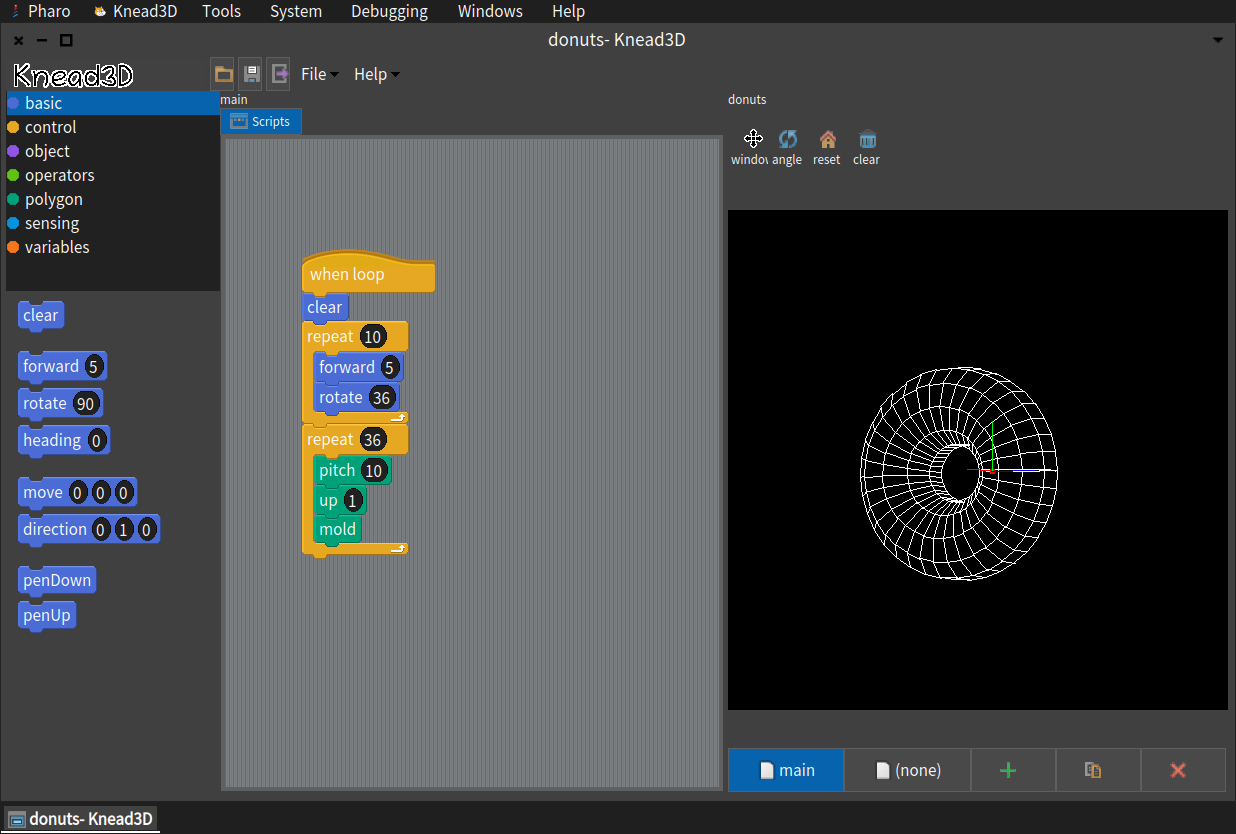 Pharo Knead3D Tools System Debugging Windows Help
donuts- Knead3D
Knead3D
File Help
basic
control
object
operators
polygon
sensing
variables
clear
forward 5
rotate 90
heading 0
move 0 0 0
direction 0 1 0
penDown
penUp
main
Scripts
when loop
clear
repeat 10
forward 5
rotate 36
repeat 36
pitch 10
up 1
mold
donuts
windov angle reset clear
main (none)
donuts- Knead3D